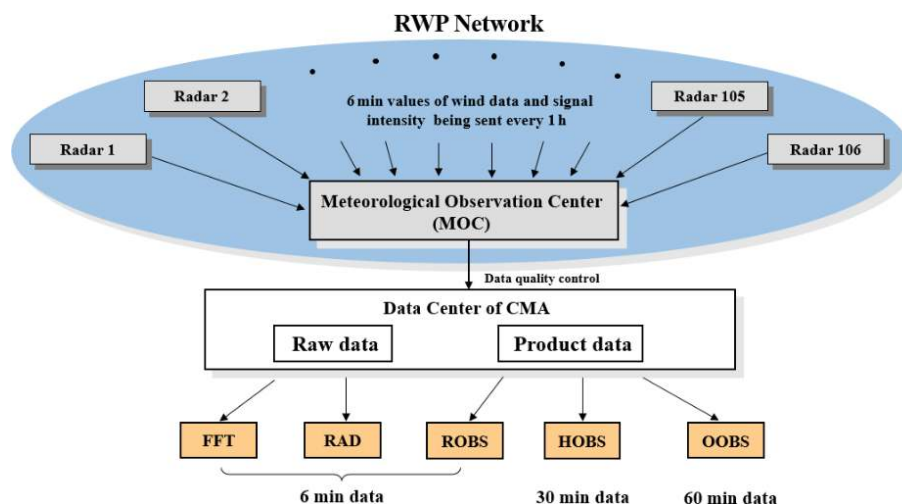 RWP Network
Radar 2
6 min values of wind data and signal
intensity being sent every 1 h
Radar 105
Radar 1
Radar 106
Meteorological Observation Center
(MOC)
Data quality control
Data Center of CMA
Raw data
Product data
FFT
RAD
ROBS
HOBS
OOBS
6 min data
30 min data
60 min data